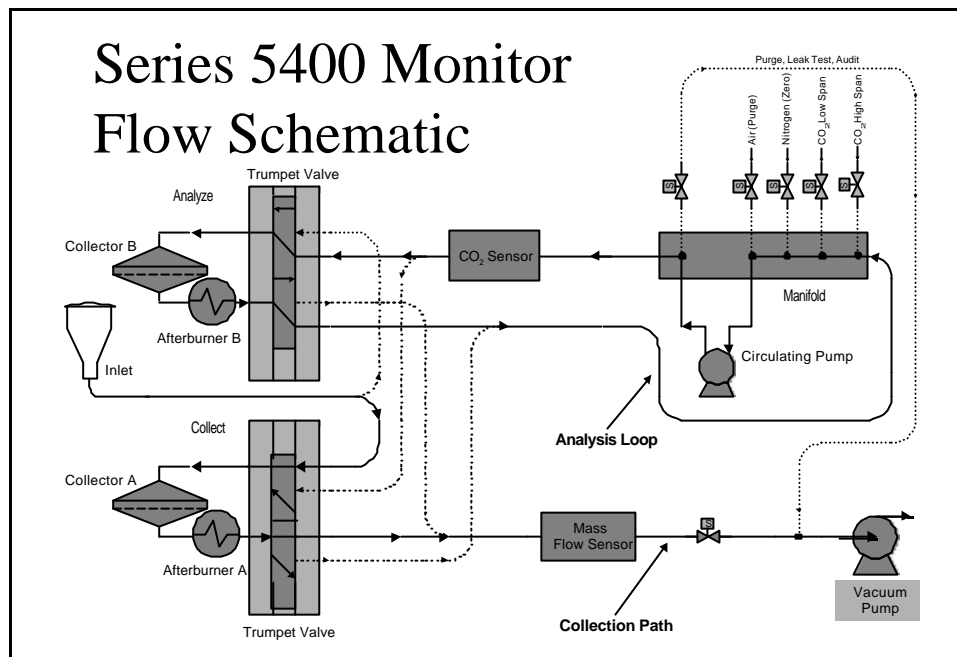 Series 5400 Monitor
Flow Schematic
Purge, Leak Test, Audit
Air (Purge)
Nitrogen (Zero)
CO2 Low Span
CO2 High Span
S
S
S
S
S
Trumpet Valve
Analyze
Collector B
CO2 Sensor
Manifold
Afterburner B
Circulating Pump
Inlet
Collect
Analysis Loop
Collector A
Mass
Flow Sensor
S
Afterburner A
Vacuum
Pump
Collection Path
Trumpet Valve